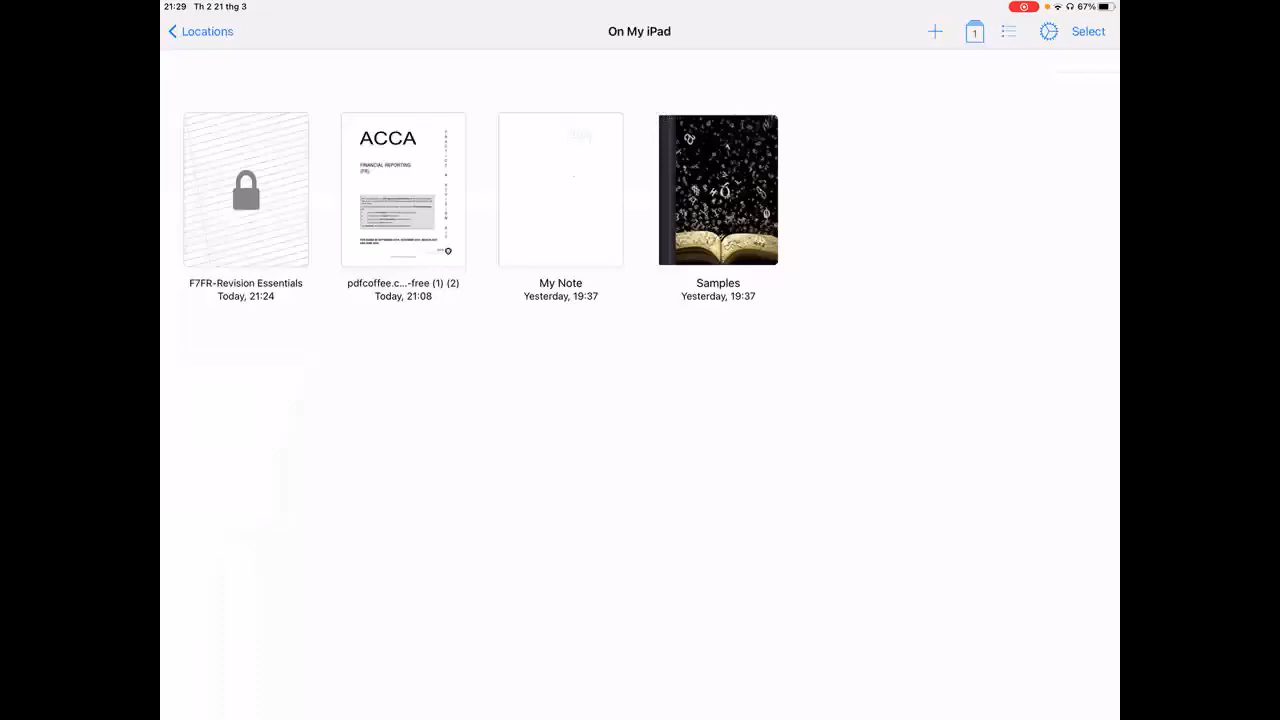 21:29 Th 2 21 thg 3
67%
Locations
On My iPad
1
Select
ACCA
FINANCIAL REPORTING
(FR)
F7FR-Revision Essentials
Today, 21:24
pdfcoffee.c...-free (1) (2)
Today, 21:08
My Note
Yesterday, 19:37
Samples
Yesterday, 19:37